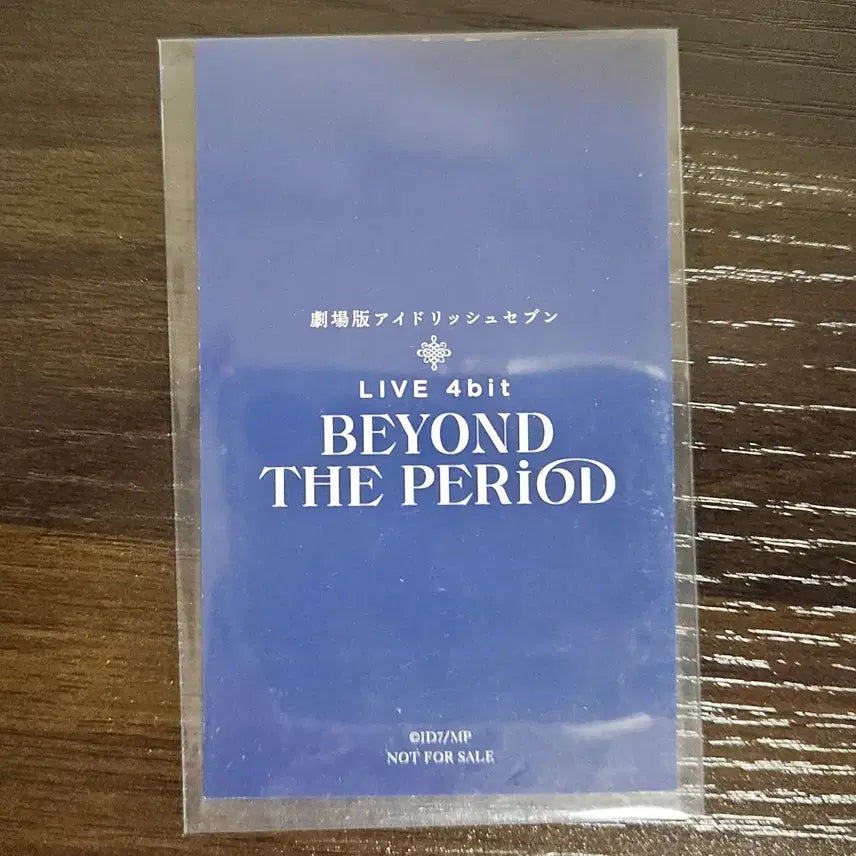 劇場版アイドリッシュセブン
LIVE 4bit
BEYOND
THE PERiOD
©ID7/MP
NOT FOR SALE